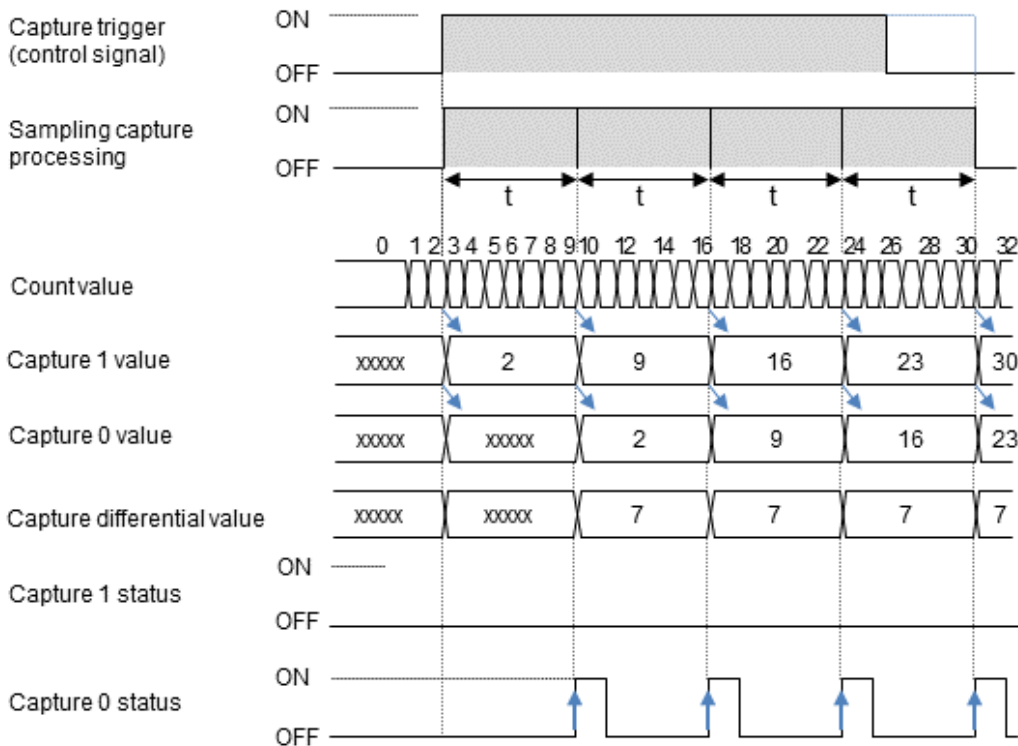 Capture trigger
(control signal)
ON
OFF
Sampling capture
processing
ON
OFF
t t t t
0 1 2 3 4 5 6 7 8 9 10 12 14 16 18 20 22 24 26 28 30 32
Count value
Capture 1 value xxxxx 2 9 16 23 30
Capture 0 value xxxxx xxxxx 2 9 16 23
Capture differential value xxxxx xxxxx 7 7 7 7
ON
Capture 1 status
OFF
ON
Capture 0 status
OFF